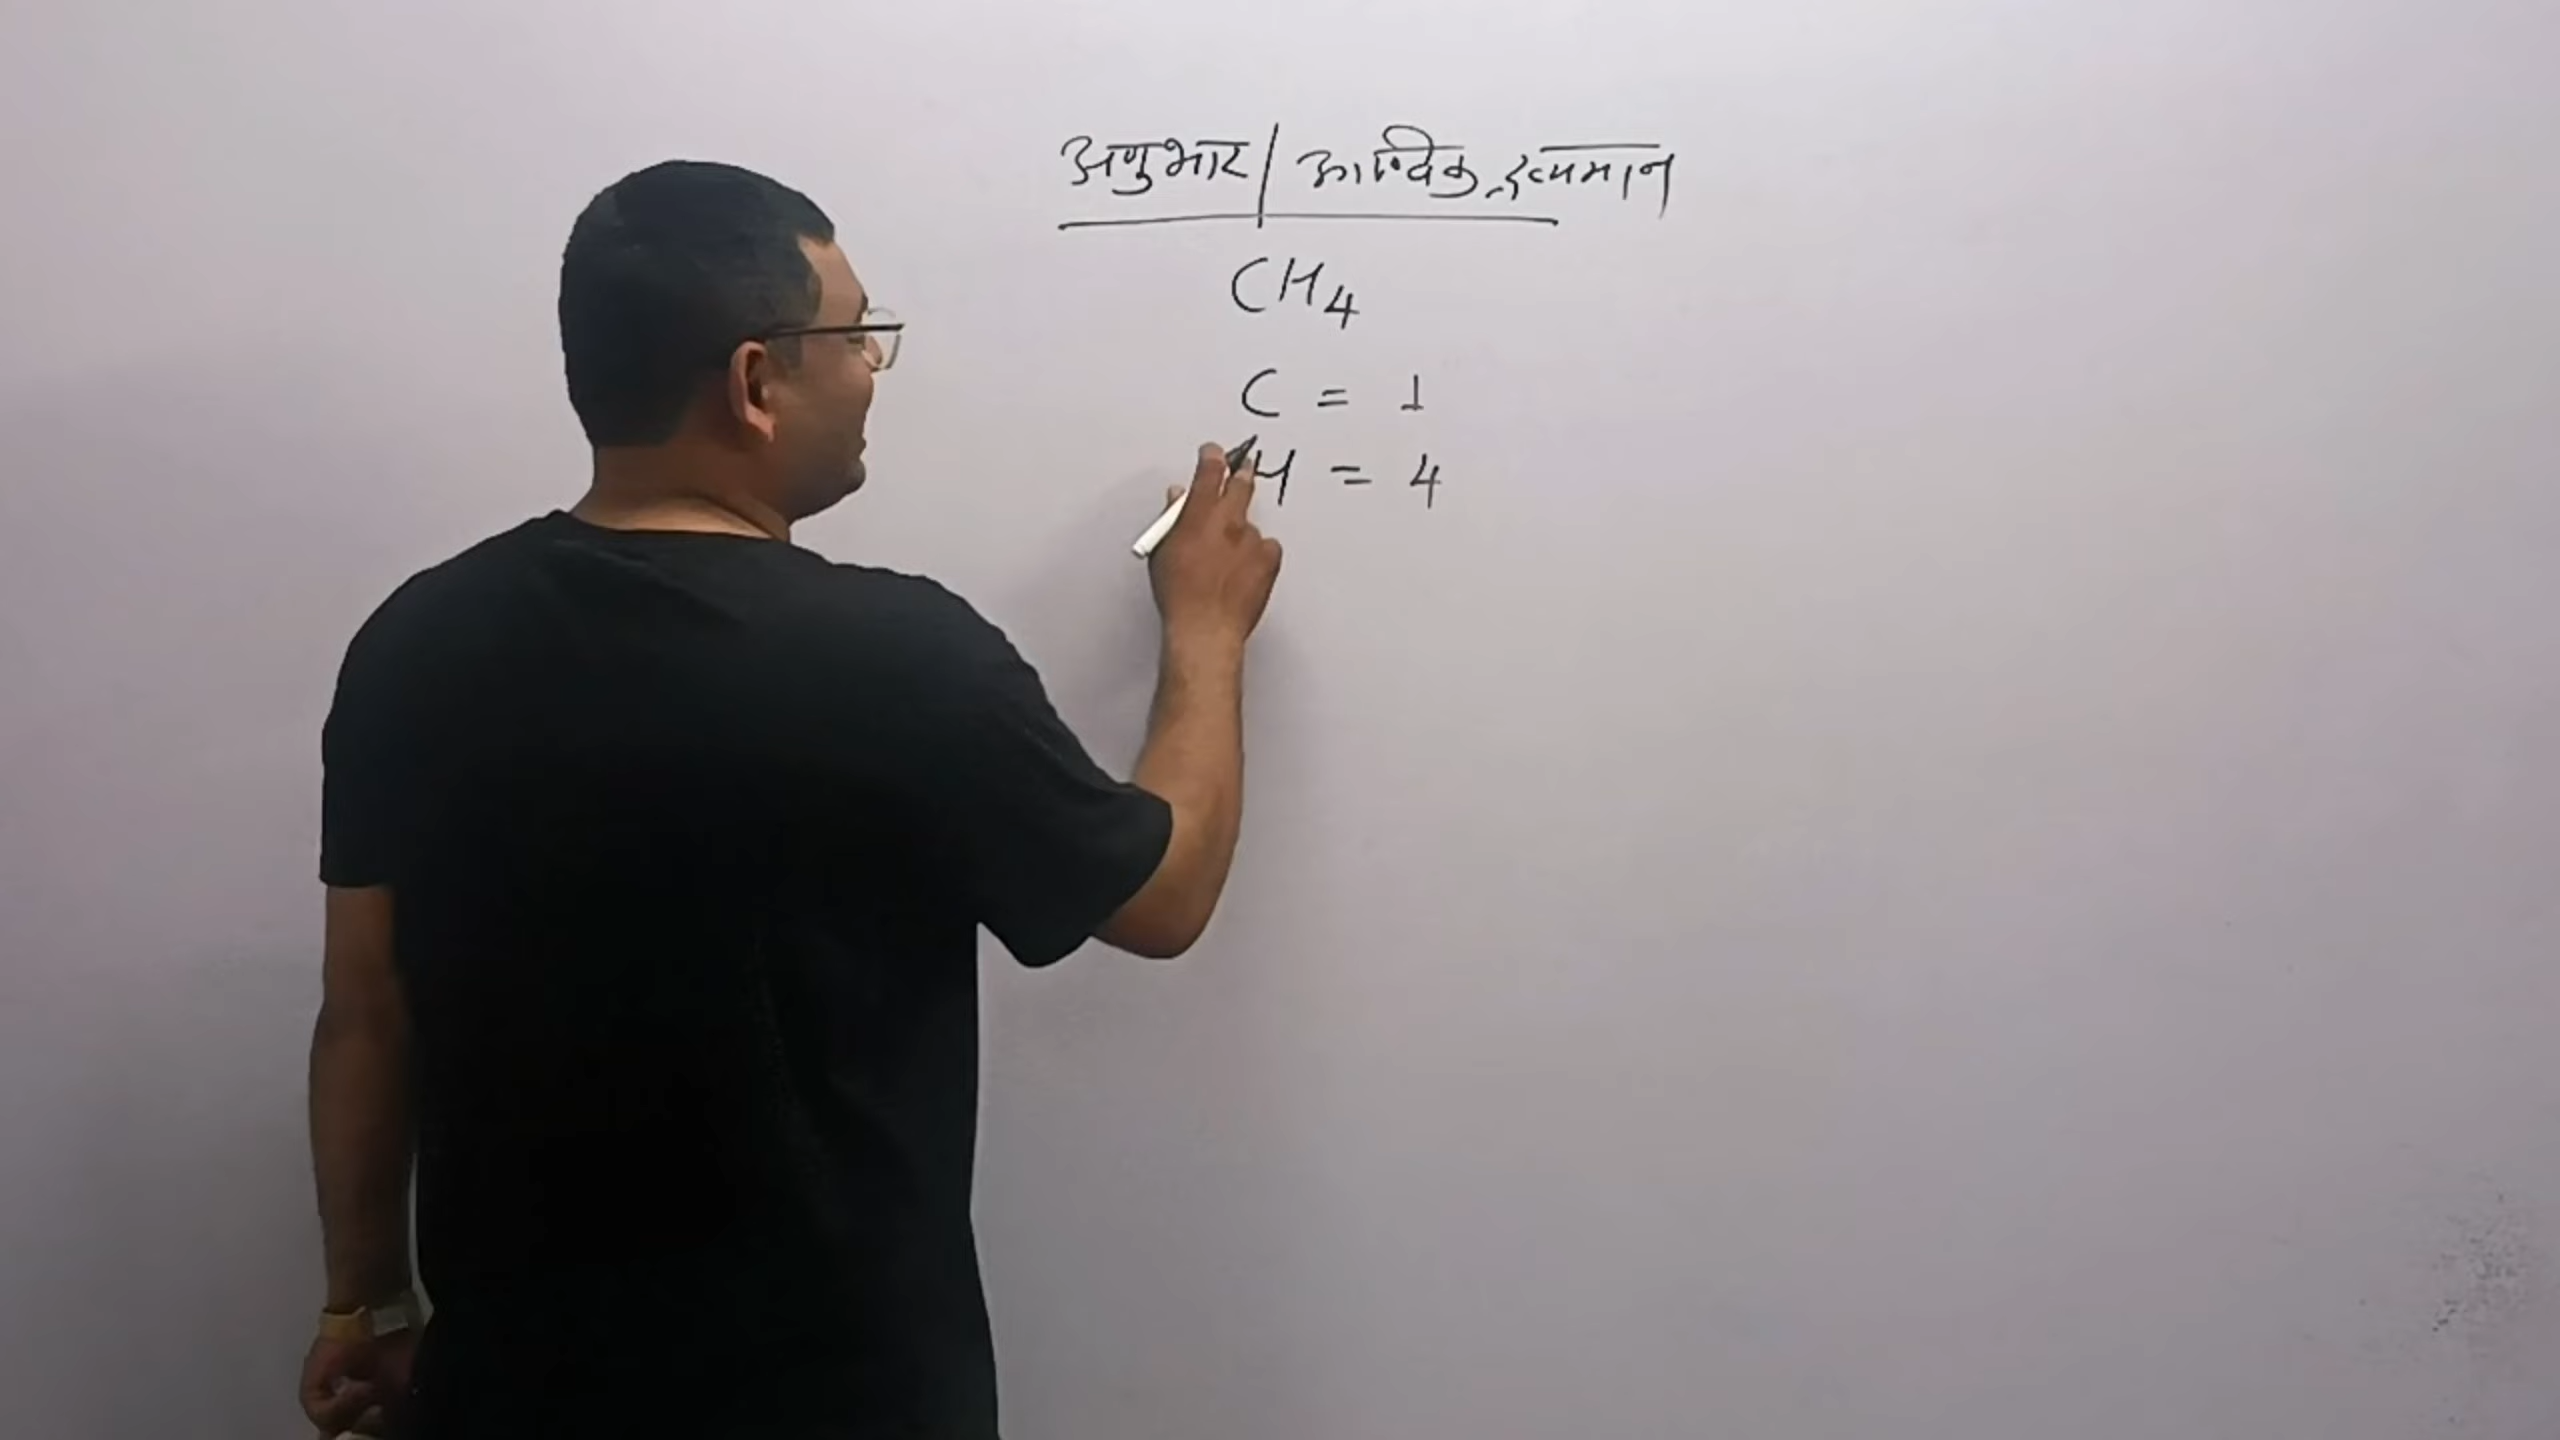 अणुभार / आण्विक द्रव्यमान
CH₄
C = 1
H = 4